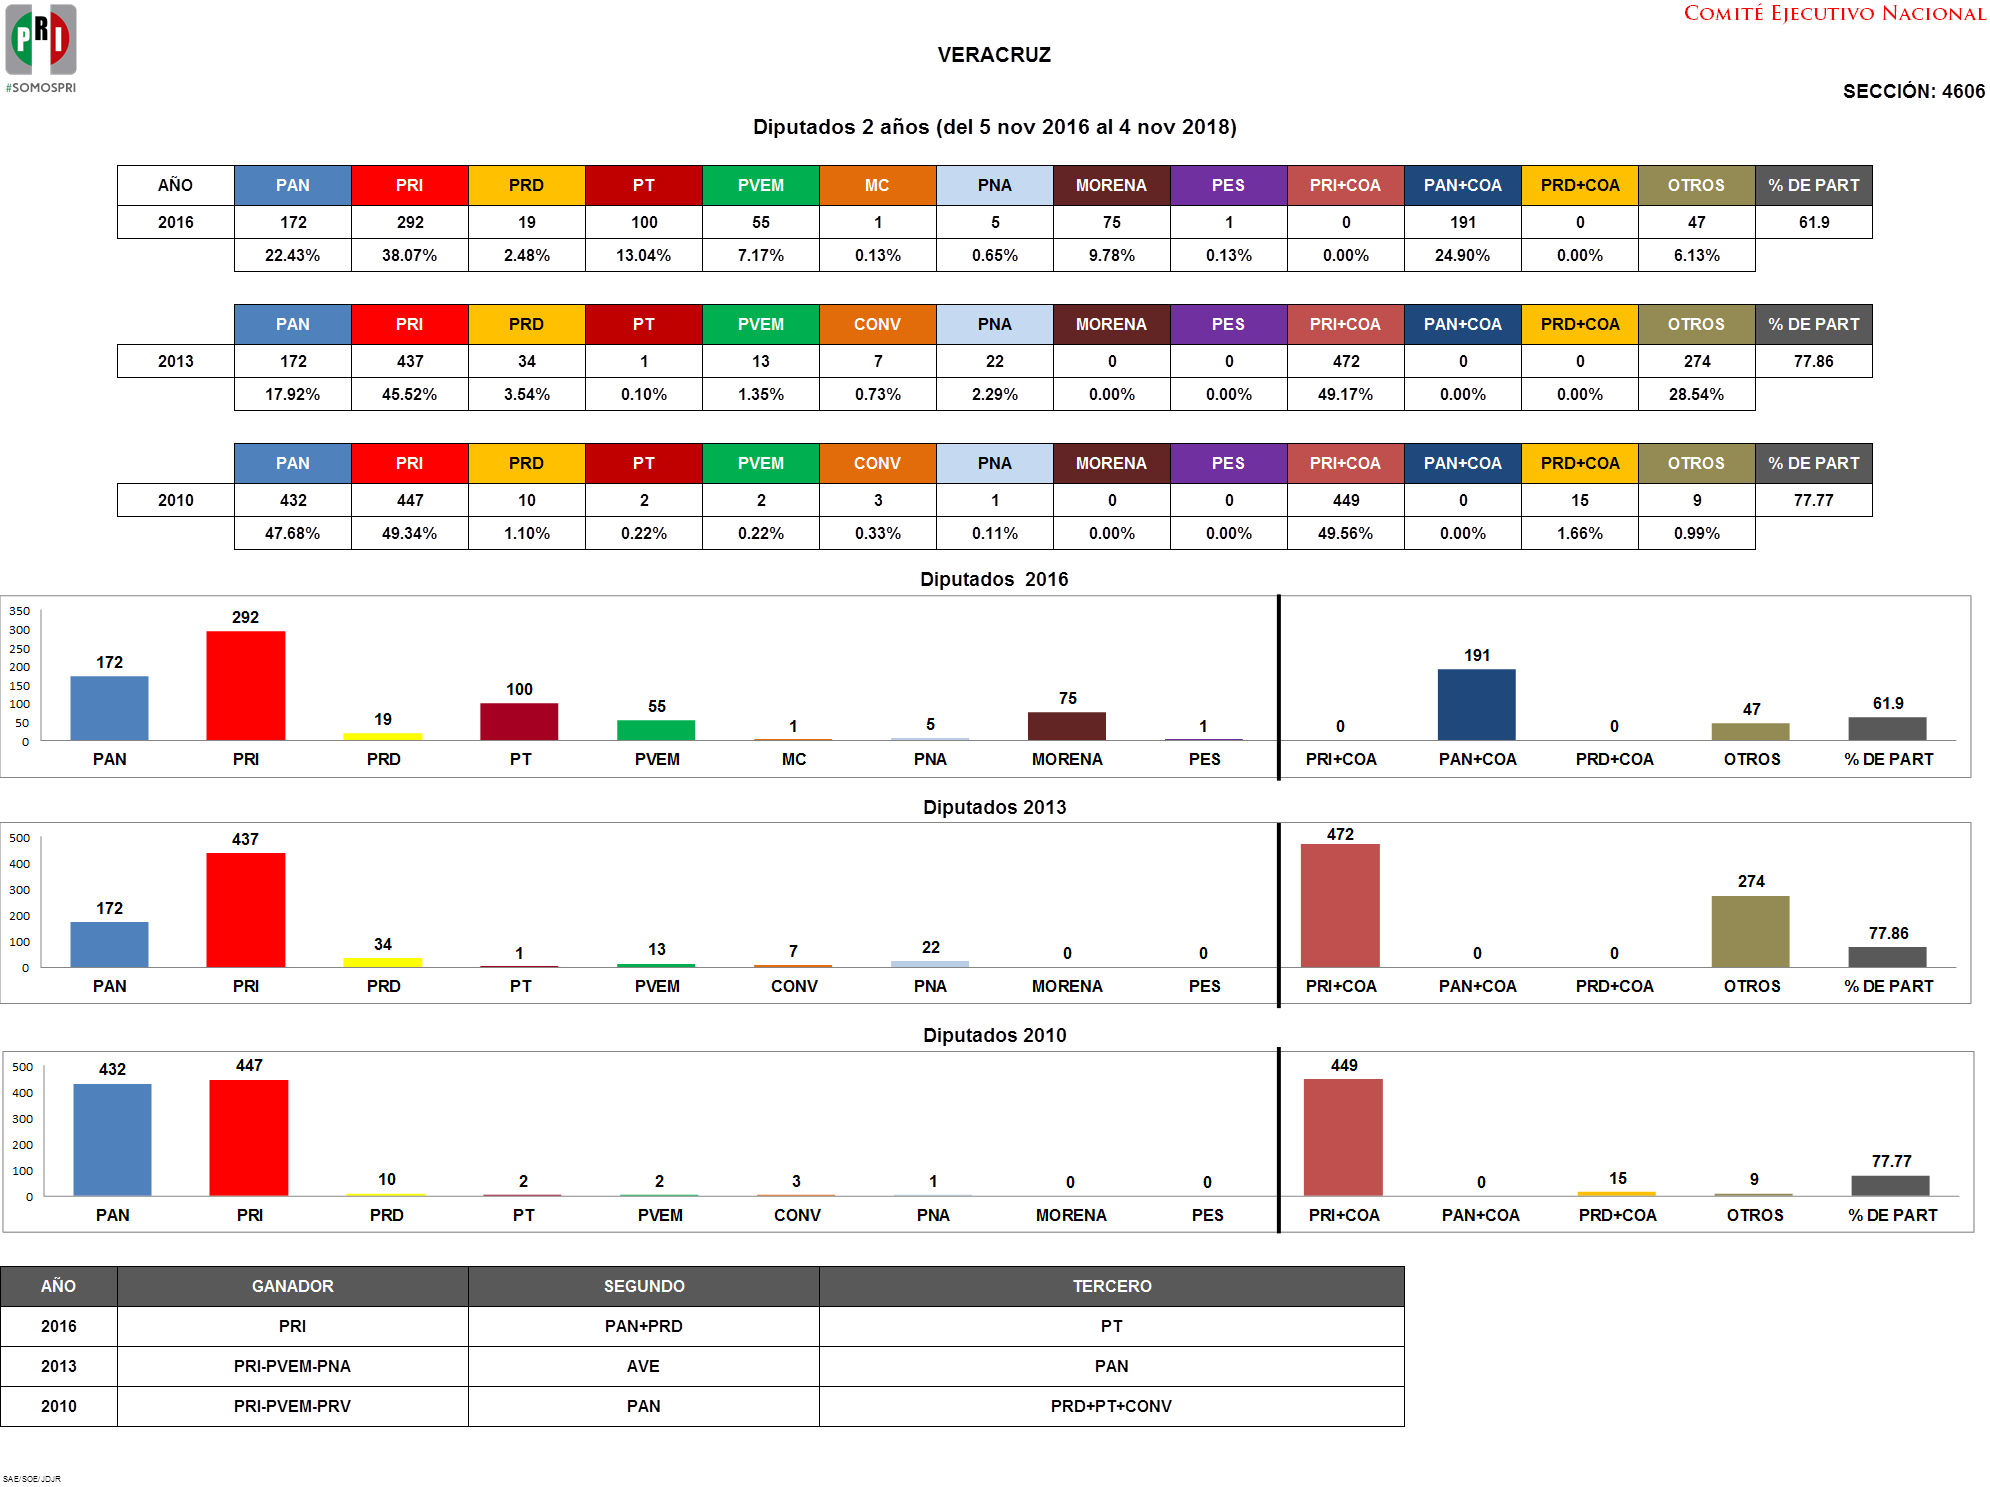 PRI
#SOMOSPRI
COMITÉ EJECUTIVO NACIONAL
VERACRUZ
SECCIÓN: 4606
Diputados 2 años (del 5 nov 2016 al 4 nov 2018)
AÑO PAN PRI PRD PT PVEM MC PNA MORENA PES PRI+COA PAN+COA PRD+COA OTROS % DE PART
2016 172 292 19 100 55 1 5 75 1 0 191 0 47 61.9
22.43% 38.07% 2.48% 13.04% 7.17% 0.13% 0.65% 9.78% 0.13% 0.00% 24.90% 0.00% 6.13%
PAN PRI PRD PT PVEM CONV PNA MORENA PES PRI+COA PAN+COA PRD+COA OTROS % DE PART
2013 172 437 34 1 13 7 22 0 0 472 0 0 274 77.86
17.92% 45.52% 3.54% 0.10% 1.35% 0.73% 2.29% 0.00% 0.00% 49.17% 0.00% 0.00% 28.54%
PAN PRI PRD PT PVEM CONV PNA MORENA PES PRI+COA PAN+COA PRD+COA OTROS % DE PART
2010 432 447 10 2 2 3 1 0 0 449 0 15 9 77.77
47.68% 49.34% 1.10% 0.22% 0.22% 0.33% 0.11% 0.00% 0.00% 49.56% 0.00% 1.66% 0.99%
Diputados 2016
350
300
250
200
150
100
50
0
172 292 19 100 55 1 5 75 1 0 191 0 47 61.9
PAN PRI PRD PT PVEM MC PNA MORENA PES PRI+COA PAN+COA PRD+COA OTROS % DE PART
Diputados 2013
500
400
300
200
100
0
172 437 34 1 13 7 22 0 0 472 0 0 274 77.86
PAN PRI PRD PT PVEM CONV PNA MORENA PES PRI+COA PAN+COA PRD+COA OTROS % DE PART
Diputados 2010
500
400
300
200
100
0
432 447 10 2 2 3 1 0 0 449 0 15 9 77.77
PAN PRI PRD PT PVEM CONV PNA MORENA PES PRI+COA PAN+COA PRD+COA OTROS % DE PART
AÑO GANADOR SEGUNDO TERCERO
2016 PRI PAN+PRD PT
2013 PRI-PVEM-PNA AVE PAN
2010 PRI-PVEM-PRV PAN PRD+PT+CONV
SAE/SOE/JDJR